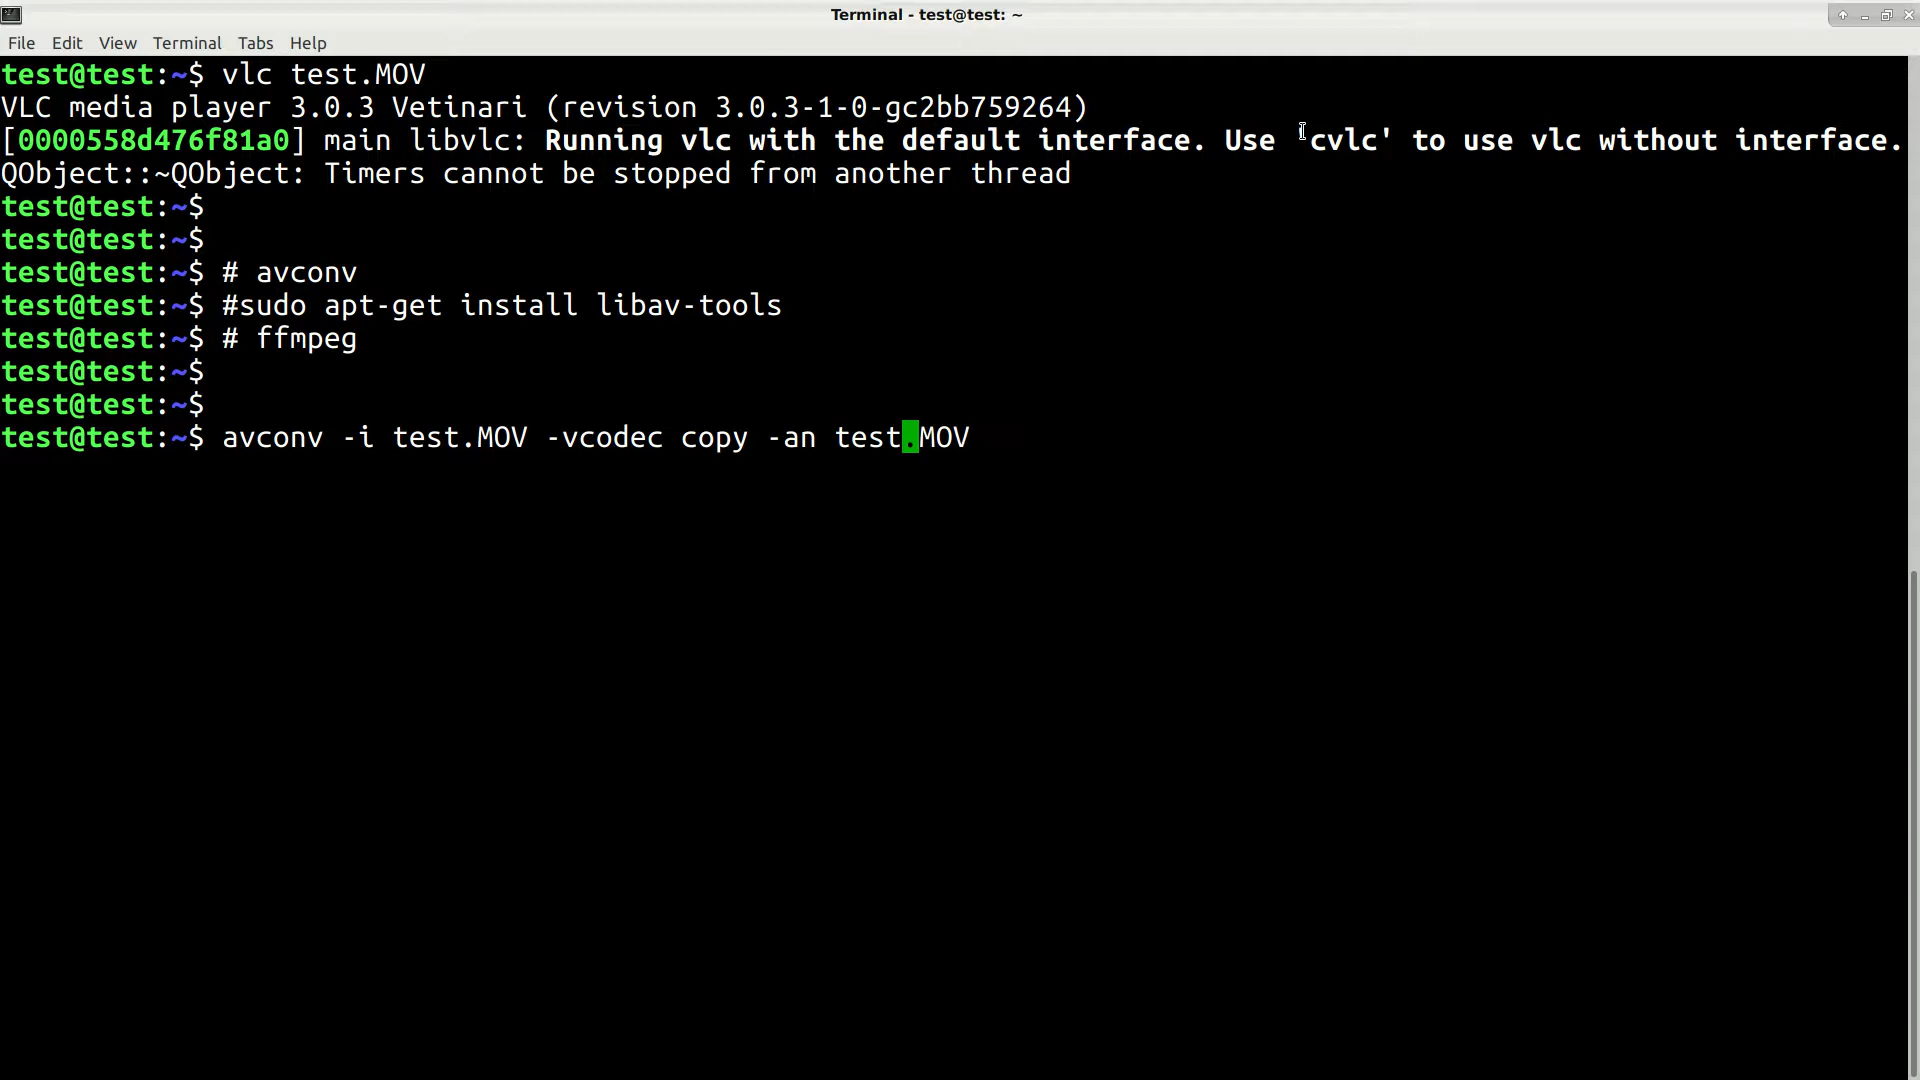 Terminal - test@test: ~
File Edit View Terminal Tabs Help
test@test:~$ vlc test.MOV
VLC media player 3.0.3 Vetinari (revision 3.0.3-1-0-gc2bb759264)
[0000558d476f81a0] main libvlc: Running vlc with the default interface. Use 'cvlc' to use vlc without interface.
QObject::~QObject: Timers cannot be stopped from another thread
test@test:~$
test@test:~$
test@test:~$ # avconv
test@test:~$ #sudo apt-get install libav-tools
test@test:~$ # ffmpeg
test@test:~$
test@test:~$
test@test:~$ avconv -i test.MOV -vcodec copy -an test.MOV